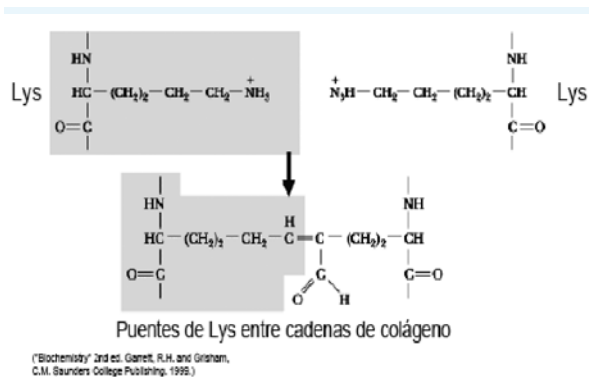 HN
NH
Lys HC—(CH₂)₂—CH₂—CH₂—NH₃⁺
⁺N₃H—CH₂—CH₂—(CH₂)₂—CH Lys
O=C
C=O
HN
H
NH
HC—(CH₂)₂—CH₂—C=C—(CH₂)₂—CH
O=C
C
C=O
O
H
Puentes de Lys entre cadenas de colágeno
("Biochemistry" 2nd ed. Garrett, R.H. and Grisham,
C.M. Saunders College Publishing. 1999.)